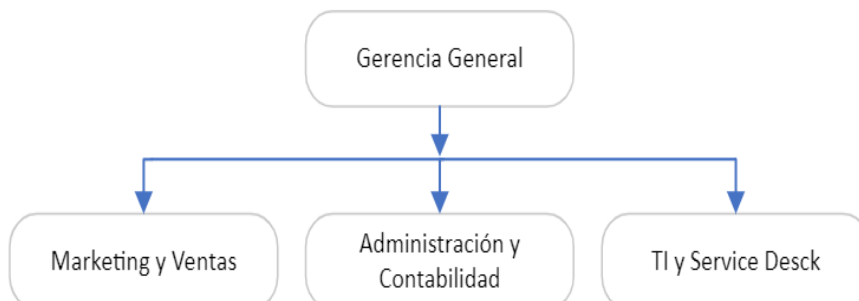 Gerencia General
Marketing y Ventas
Administración y
Contabilidad
TI y Service Desck